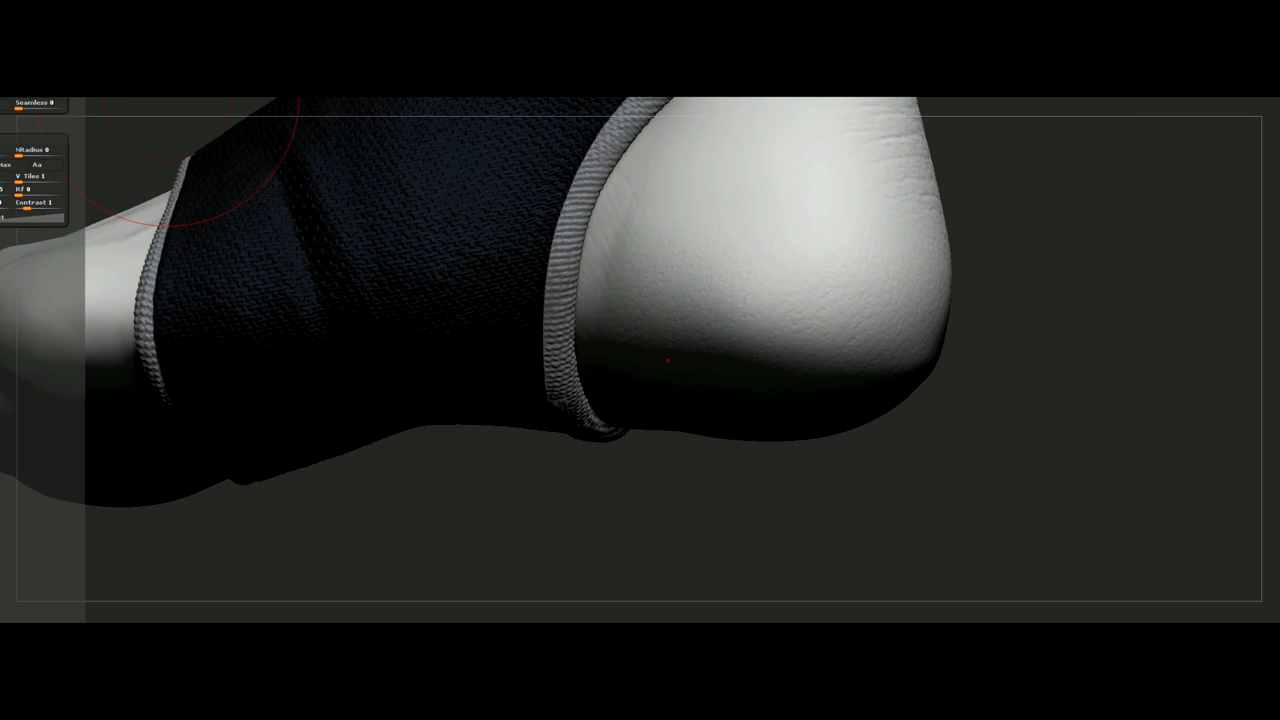 Seamless 0
NRadius 0
Max Aa
V Tiles 1
Rf 0
Contrast 1